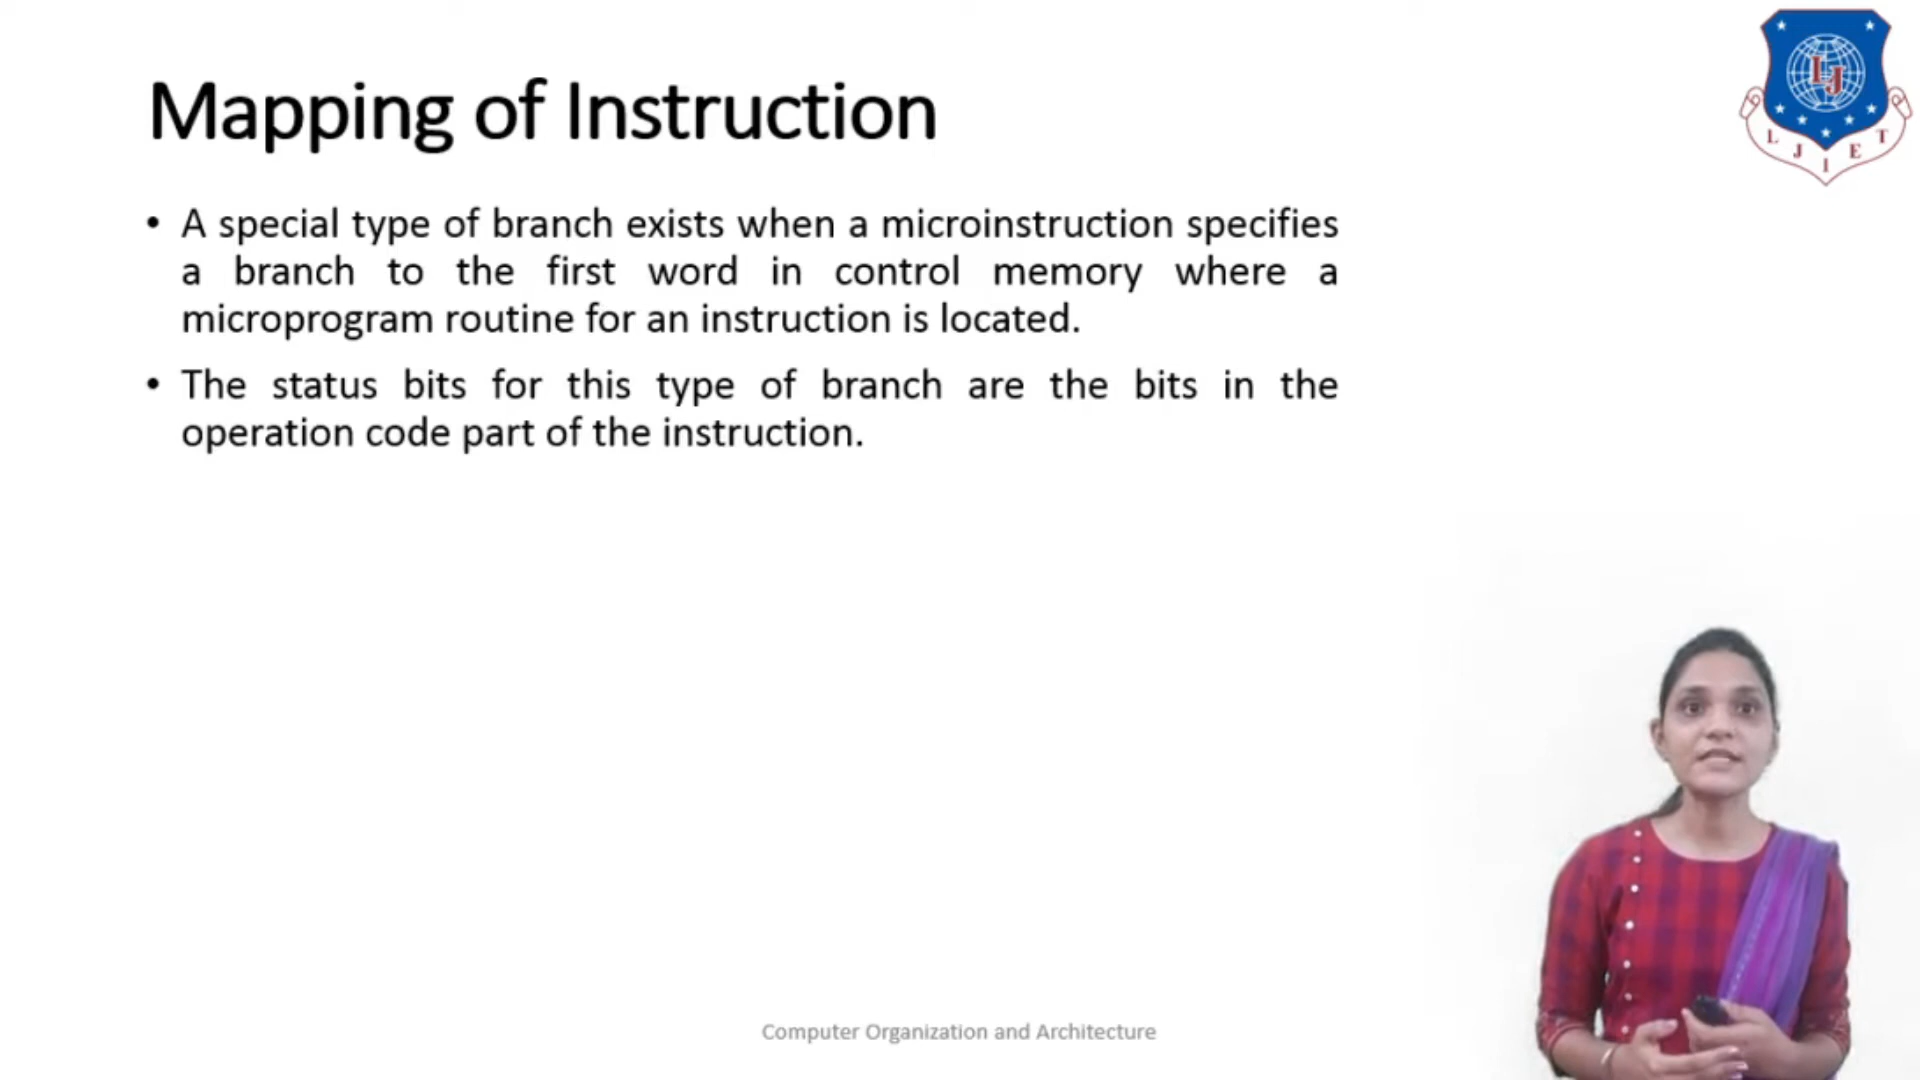 Mapping of Instruction
• A special type of branch exists when a microinstruction specifies
a branch to the first word in control memory where a
microprogram routine for an instruction is located.
• The status bits for this type of branch are the bits in the
operation code part of the instruction.
LJ
L J I E T
Computer Organization and Architecture